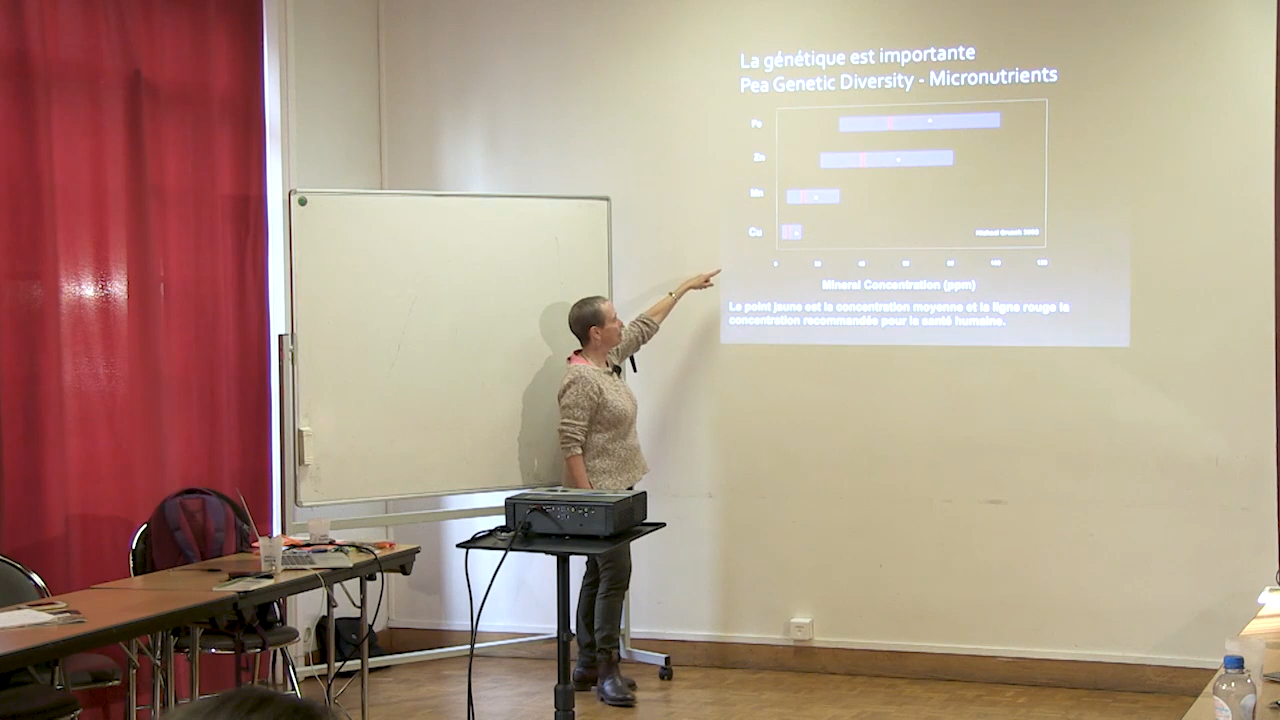 La génétique est importante
Pea Genetic Diversity - Micronutrients
Fe
Zn
Mn
Cu
Mineral Concentration (ppm)
Le point jaune est la concentration moyenne et la ligne rouge la
concentration recommandée pour la santé humaine.